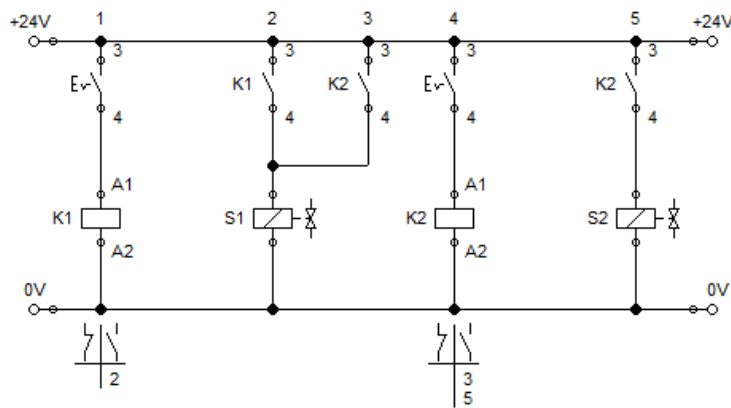 1 2 3 4 5
+24V +24V
3 3 3 3 3
K1 K2 K2
4 4 4 4 4
A1 A1
K1 S1 K2 S2
A2 A2
0V 0V
2 3
5